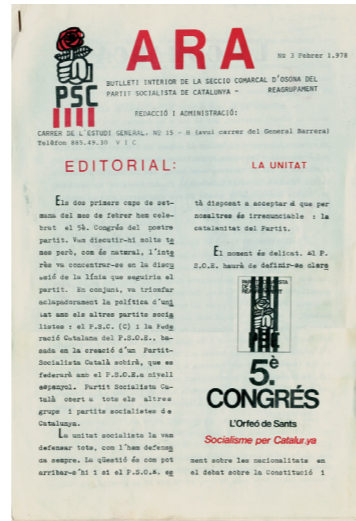 PSC
ARA
No 3 Febrer 1.978
BUTLLETI INTERIOR DE LA SECCIO COMARCAL D'OSONA DEL
PARTIT SOCIALISTA DE CATALUNYA - REAGRUPAMENT
REDACCIÓ I ADMINISTRACIÓ:
CARRER DE L'ESTUDI GENERAL, No 15 - B (avui carrer del General Barrera)
Telèfon 885.49.30 V I C
EDITORIAL:
LA UNITAT
Els dos primers caps de set-
mana del mes de febrer hem cele-
brat el 5è. Congrés del nostre
partit. Van discutir-hi molts te
mes però, com és natural, l'inte
rès va concentrar-se en la discu
ssió de la línia que seguiria el
partit. En conjunt, va triomfar
aclapadorament la política d'uni
tat amb els altres partits socia
listes : el P.S.C. (C) i la Fede
ració Catalana del P.S.O.E., ba-
sada en la creació d'un Partit-
Socialista Català sobirà, que es
federarà amb el P.S.O.E.a nivell
espanyol. Partit Socialista Ca-
talà obert a tots els altres
grups i partits socialistes de
Catalunya.
La unitat socialista la vam
defensar tots, com l'hem defensa
da sempre. La qüestió és com pot
arribar-s'hi i si el P.S.O.E. es
tà disposat a acceptar el que per
nosaltres és irrenunciable : la
catalanitat del Partit.
El moment és delicat. El P.
S.O.E. haurà de definir-se clara
5è
CONGRÉS
L'Orfeó de Sants
Socialisme per Catalunya
ment sobre les nacionalitats en
el debat sobre la Constitució i